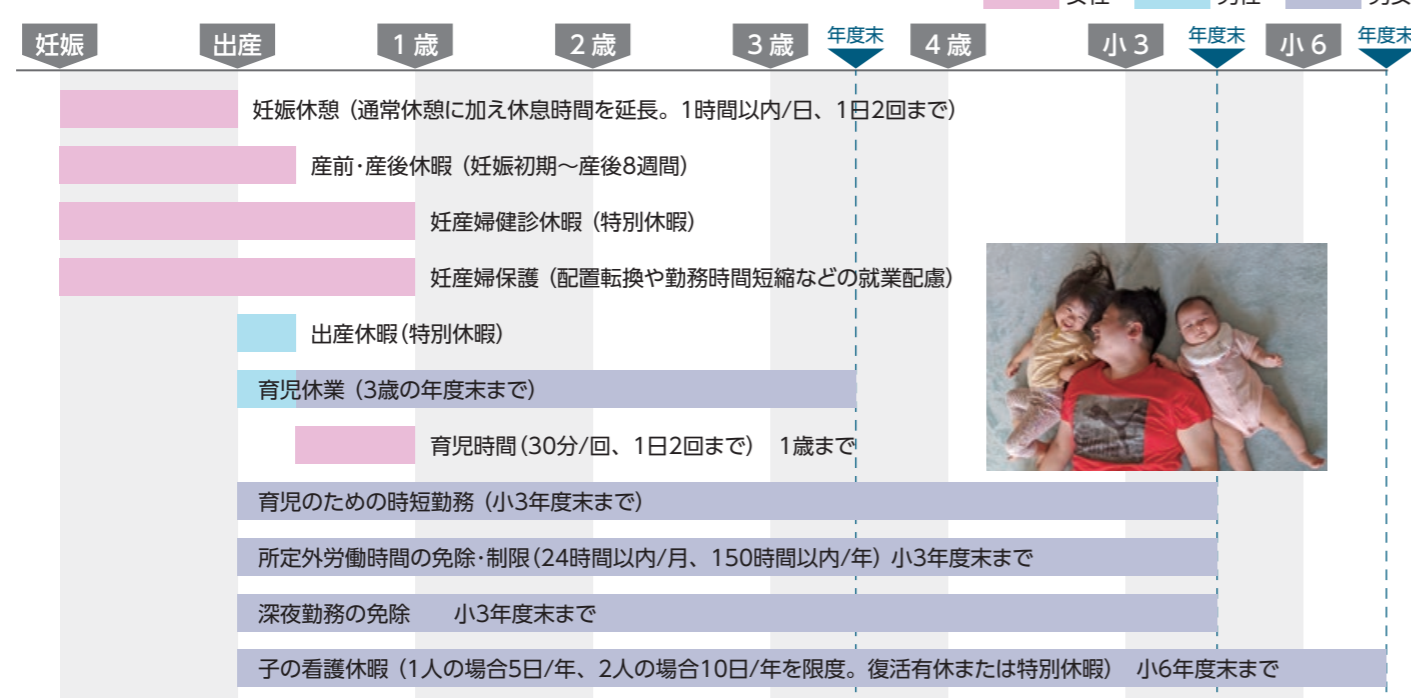 女性 男性 男女
妊娠 出産 1歳 2歳 3歳 年度末 4歳 小3 年度末 小6 年度末
妊娠休憩（通常休憩に加え休息時間を延長。1時間以内/日、1日2回まで）
産前･産後休暇（妊娠初期～産後8週間）
妊産婦健診休暇（特別休暇）
妊産婦保護（配置転換や勤務時間短縮などの就業配慮）
出産休暇(特別休暇)
育児休業（3歳の年度末まで）
育児時間(30分/回、1日2回まで)　1歳まで
育児のための時短勤務（小3年度末まで）
所定外労働時間の免除･制限(24時間以内/月、150時間以内/年）小3年度末まで
深夜勤務の免除　　小3年度末まで
子の看護休暇（1人の場合5日/年、2人の場合10日/年を限度。復活有休または特別休暇）　小6年度末まで